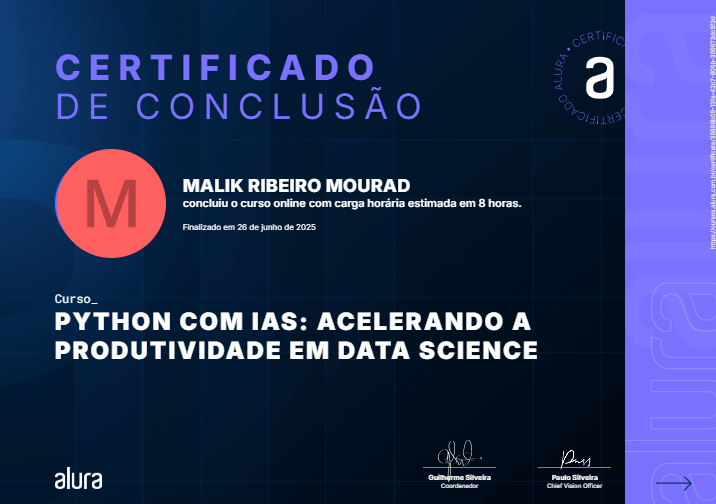 CERTIFICADO
DE CONCLUSÃO
CERTIFICADO ALURA • CERTIFIC
a
M
MALIK RIBEIRO MOURAD
concluiu o curso online com carga horária estimada em 8 horas.
Finalizado em 26 de junho de 2025
Curso_
PYTHON COM IAS: ACELERANDO A
PRODUTIVIDADE EM DATA SCIENCE
alura
Guilherme Silveira
Coordenador
Paulo Silveira
Chief Vision Officer
alura